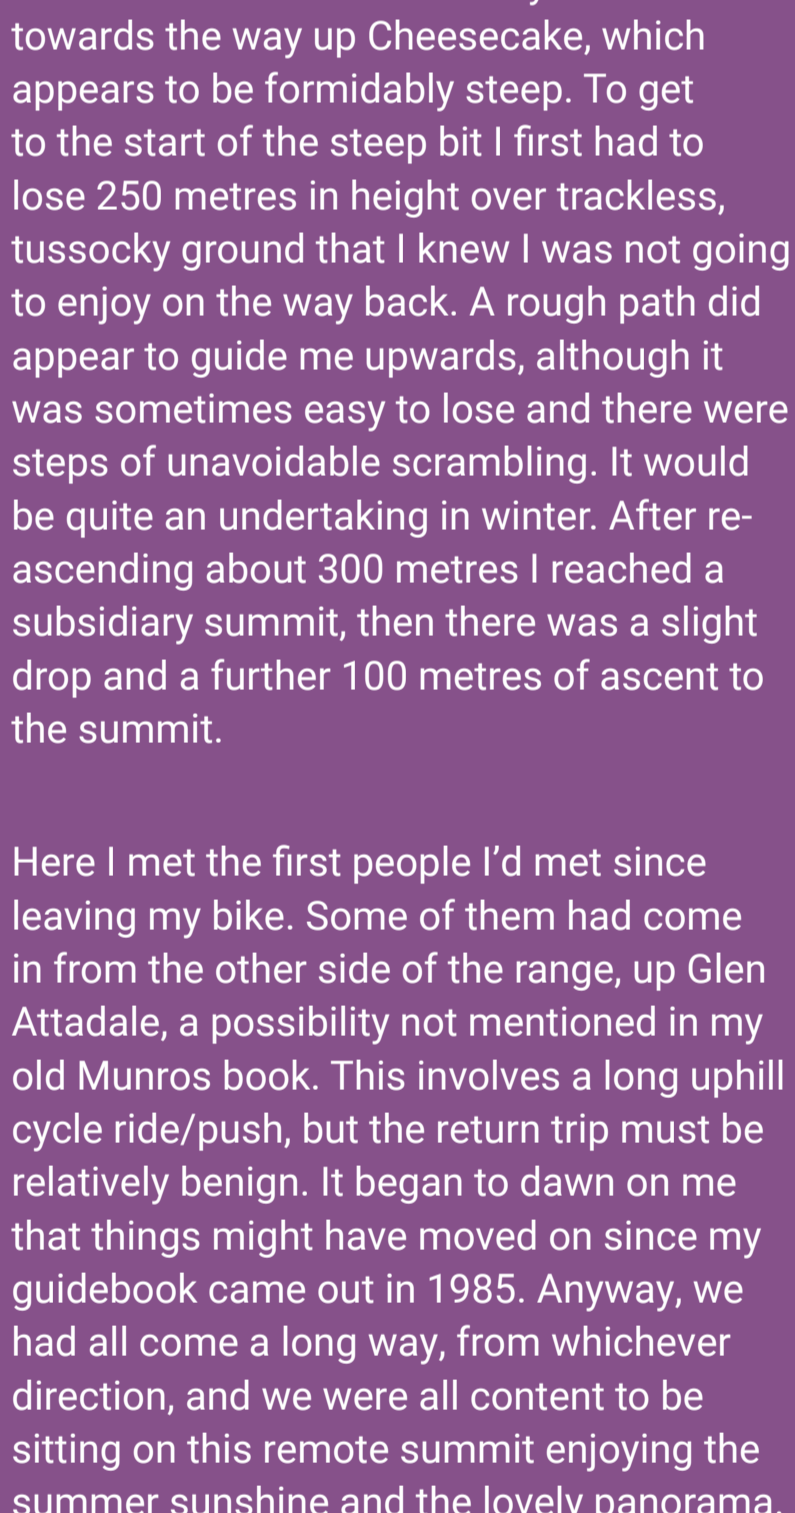 towards the way up Cheesecake, which
appears to be formidably steep. To get
to the start of the steep bit I first had to
lose 250 metres in height over trackless,
tussocky ground that I knew I was not going
to enjoy on the way back. A rough path did
appear to guide me upwards, although it
was sometimes easy to lose and there were
steps of unavoidable scrambling. It would
be quite an undertaking in winter. After re-
ascending about 300 metres I reached a
subsidiary summit, then there was a slight
drop and a further 100 metres of ascent to
the summit.
Here I met the first people I’d met since
leaving my bike. Some of them had come
in from the other side of the range, up Glen
Attadale, a possibility not mentioned in my
old Munros book. This involves a long uphill
cycle ride/push, but the return trip must be
relatively benign. It began to dawn on me
that things might have moved on since my
guidebook came out in 1985. Anyway, we
had all come a long way, from whichever
direction, and we were all content to be
sitting on this remote summit enjoying the
summer sunshine and the lovely panorama.